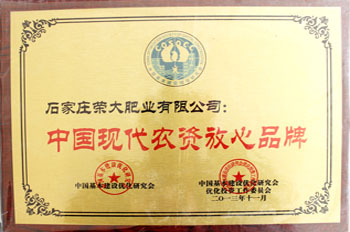 石家庄荣大肥业有限公司：
中国现代农资放心品牌
中国基本建设优化研究会
中国基本建设优化研究会
优化投资工作委员会
二〇一三年十一月